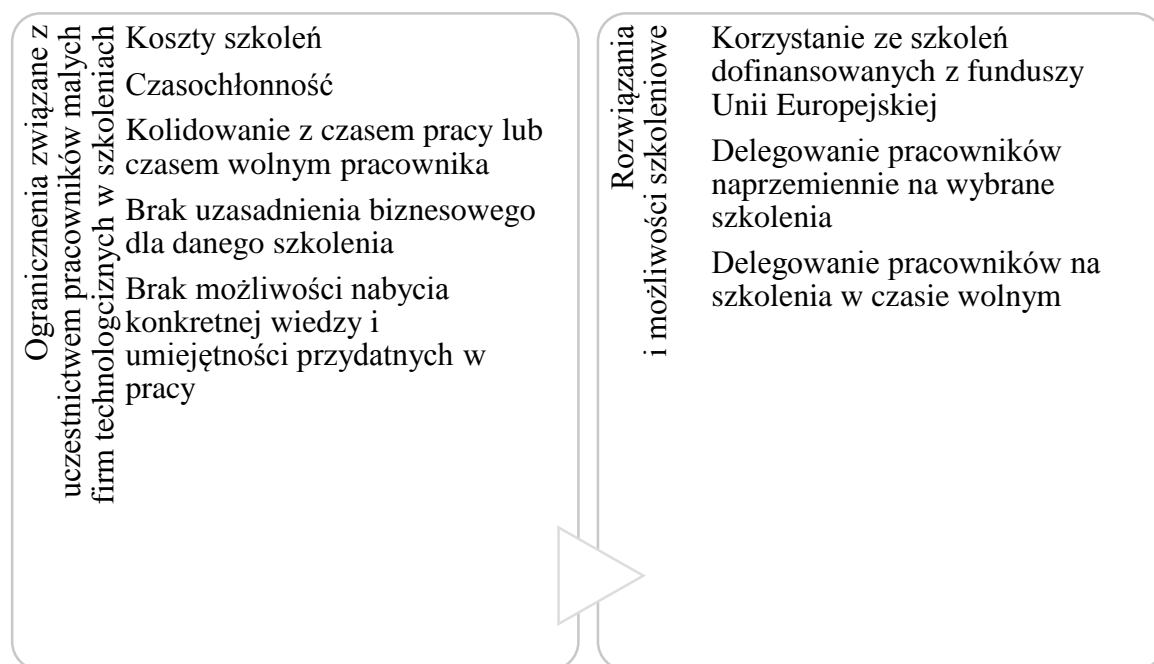 Ogranicznenia związane z
uczestnictwem pracowników małych
firm technologciznych w szkoleniach
Koszty szkoleń
Czasochłonność
Kolidowanie z czasem pracy lub
czasem wolnym pracownika
Brak uzasadnienia biznesowego
dla danego szkolenia
Brak możliwości nabycia
konkretnej wiedzy i
umiejętności przydatnych w
pracy
Rozwiązania
i możliwości szkoleniowe
Korzystanie ze szkoleń
dofinansowanych z funduszy
Unii Europejskiej
Delegowanie pracowników
naprzemiennie na wybrane
szkolenia
Delegowanie pracowników na
szkolenia w czasie wolnym